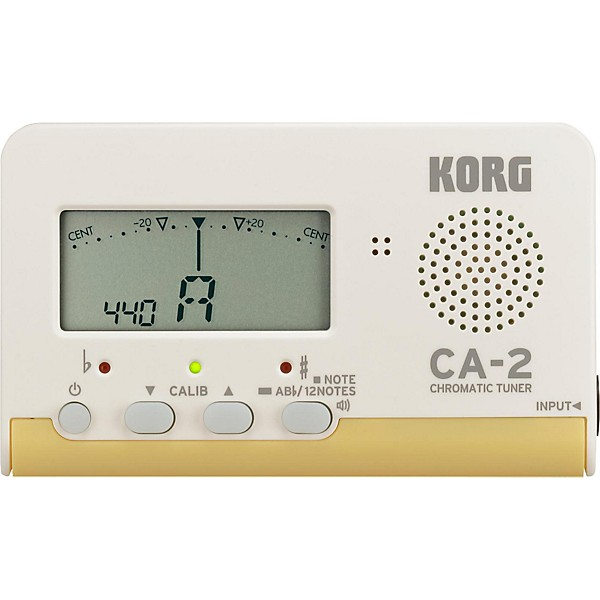 KORG
CENT -20 +20 CENT
440 A
♭ ♯
CA-2
CHROMATIC TUNER
■ NOTE
▼ CALIB ▲ ▬ AB♭/12NOTES
INPUT◄